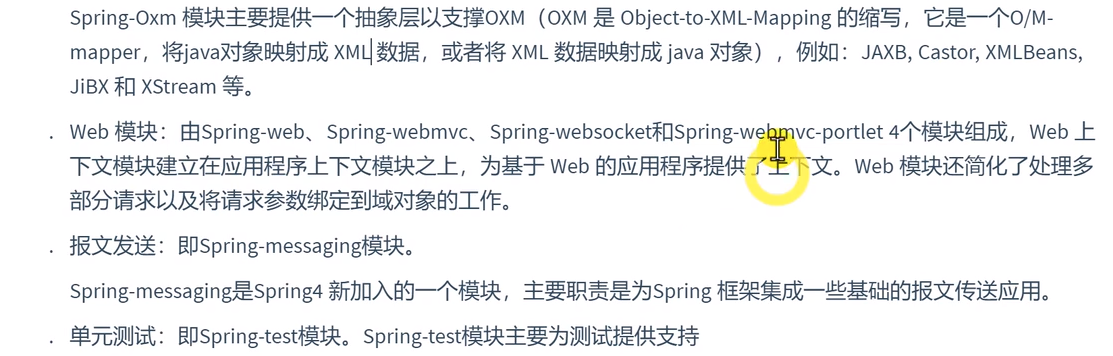 Spring-Oxm 模块主要提供一个抽象层以支撑OXM（OXM 是 Object-to-XML-Mapping 的缩写，它是一个O/M-
mapper，将java对象映射成 XML数据，或者将 XML 数据映射成 java 对象），例如：JAXB, Castor, XMLBeans,
JiBX 和 XStream 等。
. Web 模块：由Spring-web、Spring-webmvc、Spring-websocket和Spring-webmvc-portlet 4个模块组成，Web 上
下文模块建立在应用程序上下文模块之上，为基于 Web 的应用程序提供了上下文。Web 模块还简化了处理多
部分请求以及将请求参数绑定到域对象的工作。
. 报文发送：即Spring-messaging模块。
Spring-messaging是Spring4 新加入的一个模块，主要职责是为Spring 框架集成一些基础的报文传送应用。
. 单元测试：即Spring-test模块。Spring-test模块主要为测试提供支持